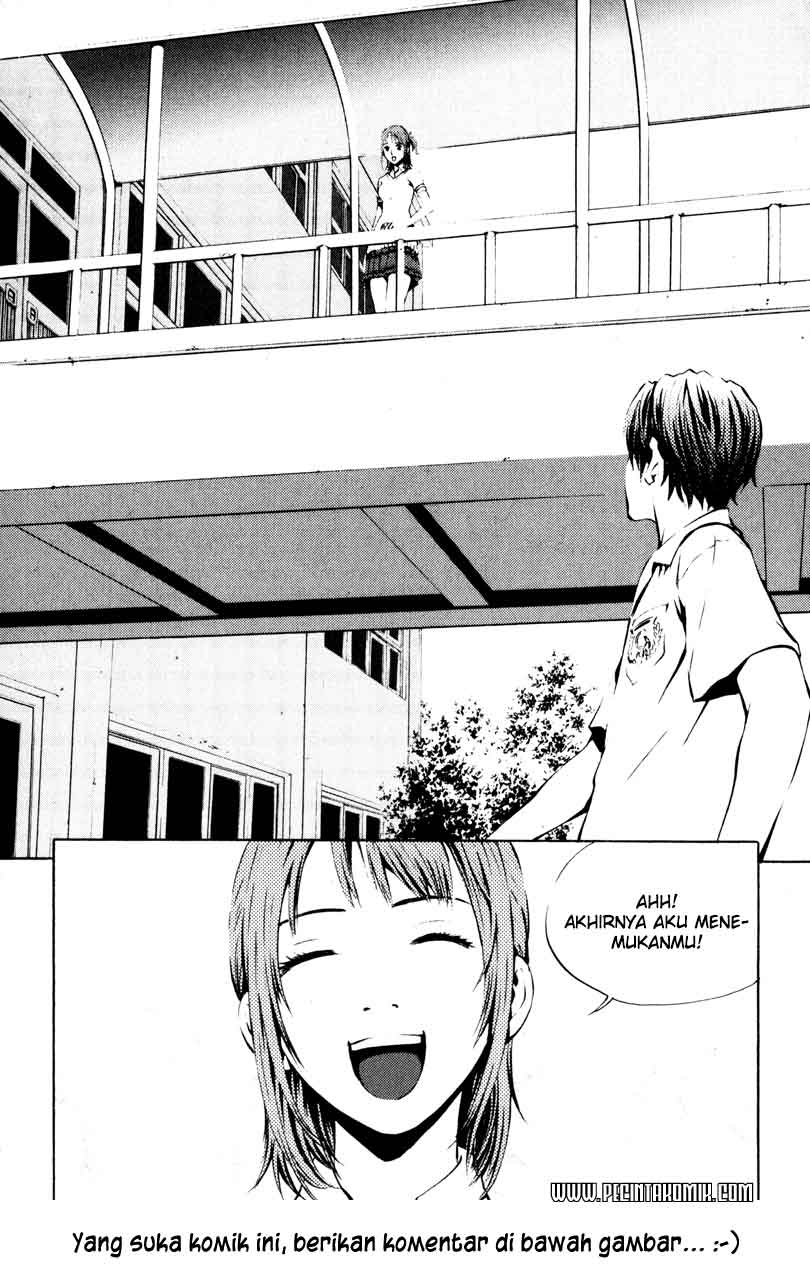 AHH!
AKHIRNYA AKU MENE-
MUKANMU!
WWW.PECINTAKOMIK.COM
Yang suka komik ini, berikan komentar di bawah gambar... :-)